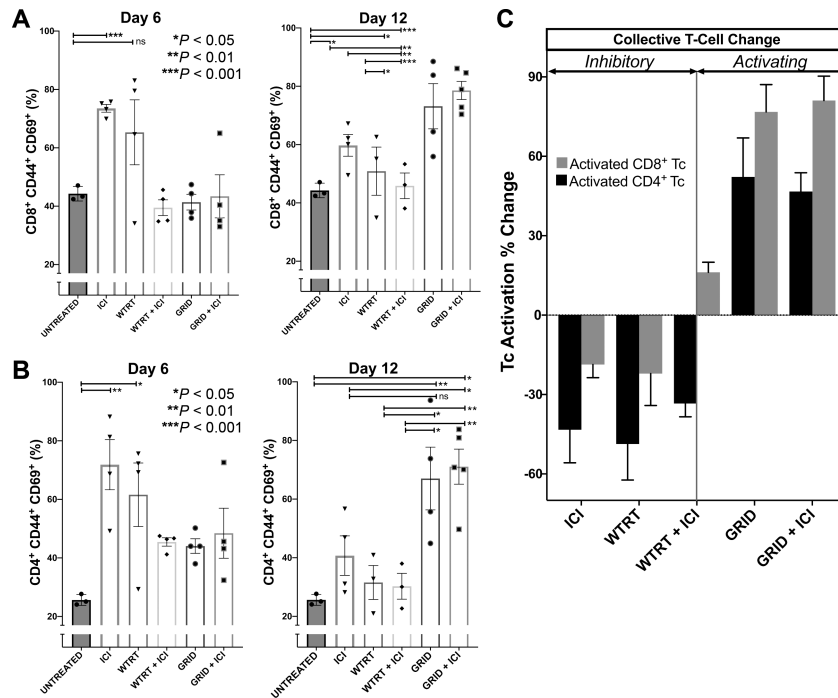 A
Day 6
*P < 0.05
**P < 0.01
***P < 0.001
***
ns
CD8+ CD44+ CD69+ (%)
100
80
60
40
20
UNTREATED
ICI
WTRT
WTRT + ICI
GRID
GRID + ICI
Day 12
***
*
*
**
**
***
*
CD8+ CD44+ CD69+ (%)
100
80
60
40
20
UNTREATED
ICI
WTRT
WTRT + ICI
GRID
GRID + ICI
B
Day 6
*P < 0.05
**P < 0.01
***P < 0.001
*
**
CD4+ CD44+ CD69+ (%)
100
80
60
40
20
UNTREATED
ICI
WTRT
WTRT + ICI
GRID
GRID + ICI
Day 12
*
**
*
ns
**
*
**
*
CD4+ CD44+ CD69+ (%)
100
80
60
40
20
UNTREATED
ICI
WTRT
WTRT + ICI
GRID
GRID + ICI
C
Collective T-Cell Change
Inhibitory
Activating
Activated CD8+ Tc
Activated CD4+ Tc
Tc Activation % Change
90
60
30
0
-30
-60
ICI
WTRT
WTRT + ICI
GRID
GRID + ICI